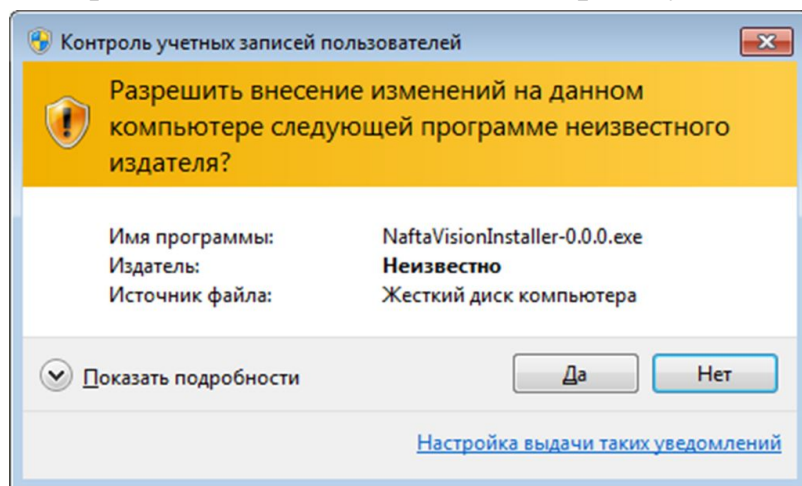 Контроль учетных записей пользователей
Разрешить внесение изменений на данном
компьютере следующей программе неизвестного
издателя?
Имя программы: NaftaVisionInstaller-0.0.0.exe
Издатель: Неизвестно
Источник файла: Жесткий диск компьютера
Показать подробности Да Нет
Настройка выдачи таких уведомлений